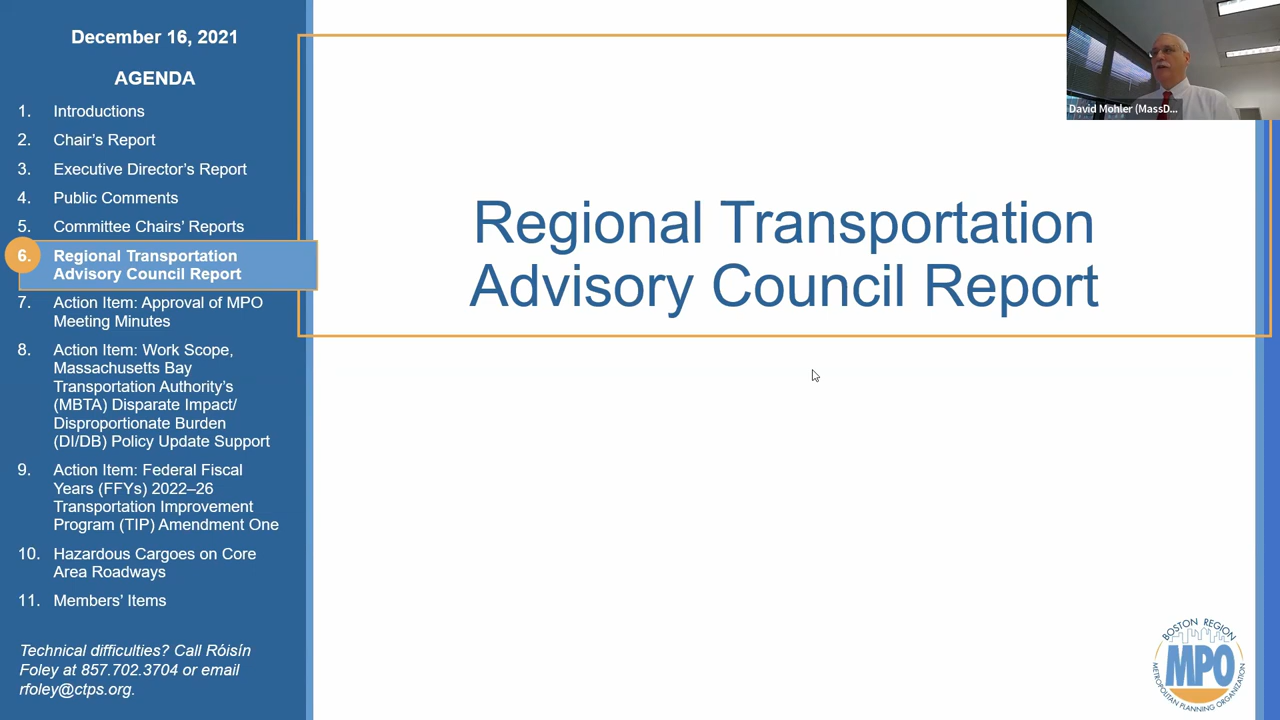 December 16, 2021
AGENDA
1. Introductions
2. Chair's Report
3. Executive Director's Report
4. Public Comments
5. Committee Chairs' Reports
6. Regional Transportation
Advisory Council Report
7. Action Item: Approval of MPO
Meeting Minutes
8. Action Item: Work Scope,
Massachusetts Bay
Transportation Authority's
(MBTA) Disparate Impact/
Disproportionate Burden
(DI/DB) Policy Update Support
9. Action Item: Federal Fiscal
Years (FFYs) 2022–26
Transportation Improvement
Program (TIP) Amendment One
10. Hazardous Cargoes on Core
Area Roadways
11. Members' Items
Technical difficulties? Call Róisín
Foley at 857.702.3704 or email
rfoley@ctps.org.
Regional Transportation
Advisory Council Report
David Mohler (MassD...
BOSTON REGION
MPO
METROPOLITAN PLANNING ORGANIZATION